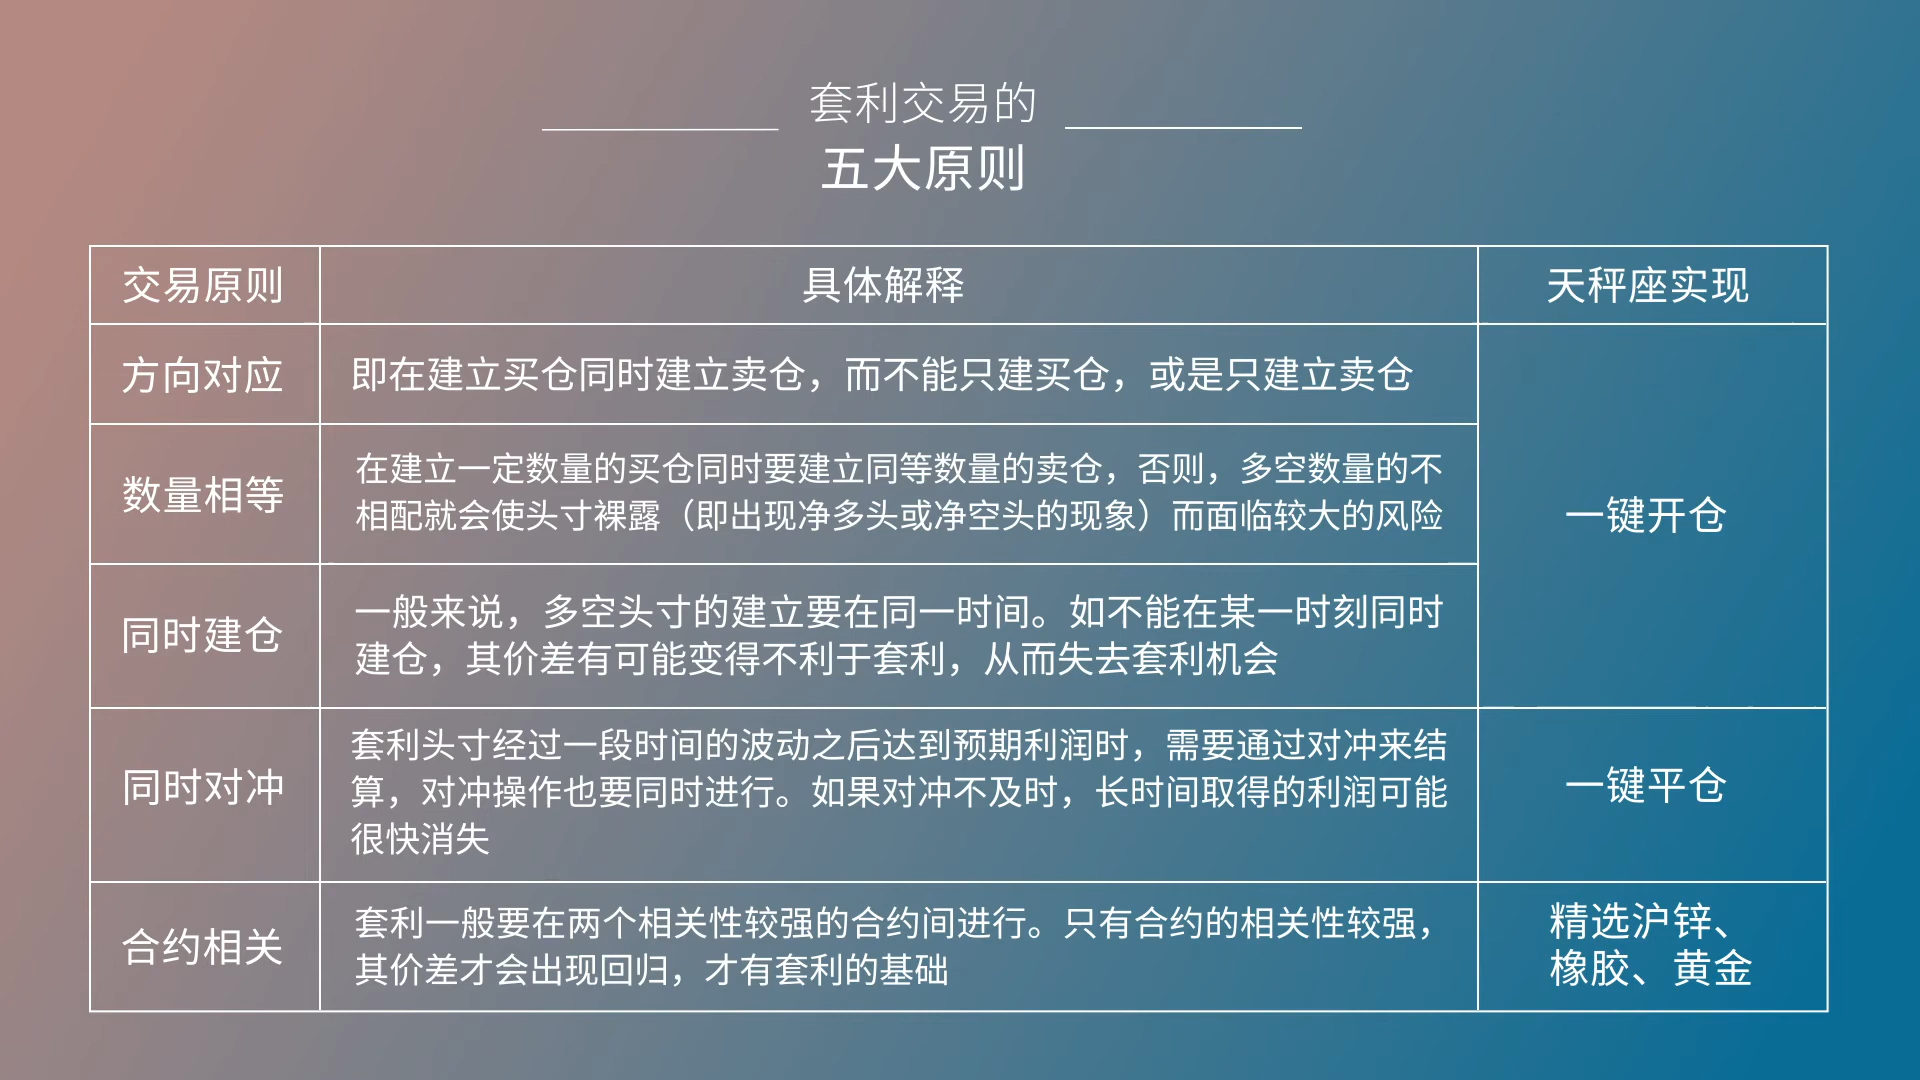 套利交易的
五大原则
交易原则
具体解释
天秤座实现
方向对应
即在建立买仓同时建立卖仓，而不能只建买仓，或是只建立卖仓
数量相等
在建立一定数量的买仓同时要建立同等数量的卖仓，否则，多空数量的不
相配就会使头寸裸露（即出现净多头或净空头的现象）而面临较大的风险
一键开仓
同时建仓
一般来说，多空头寸的建立要在同一时间。如不能在某一时刻同时
建仓，其价差有可能变得不利于套利，从而失去套利机会
同时对冲
套利头寸经过一段时间的波动之后达到预期利润时，需要通过对冲来结
算，对冲操作也要同时进行。如果对冲不及时，长时间取得的利润可能
很快消失
一键平仓
合约相关
套利一般要在两个相关性较强的合约间进行。只有合约的相关性较强，
其价差才会出现回归，才有套利的基础
精选沪锌、
橡胶、黄金